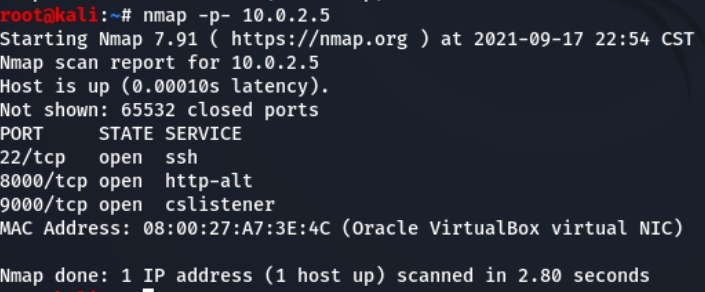 root@kali:~# nmap -p- 10.0.2.5
Starting Nmap 7.91 ( https://nmap.org ) at 2021-09-17 22:54 CST
Nmap scan report for 10.0.2.5
Host is up (0.00010s latency).
Not shown: 65532 closed ports
PORT     STATE SERVICE
22/tcp   open  ssh
8000/tcp open  http-alt
9000/tcp open  cslistener
MAC Address: 08:00:27:A7:3E:4C (Oracle VirtualBox virtual NIC)
Nmap done: 1 IP address (1 host up) scanned in 2.80 seconds